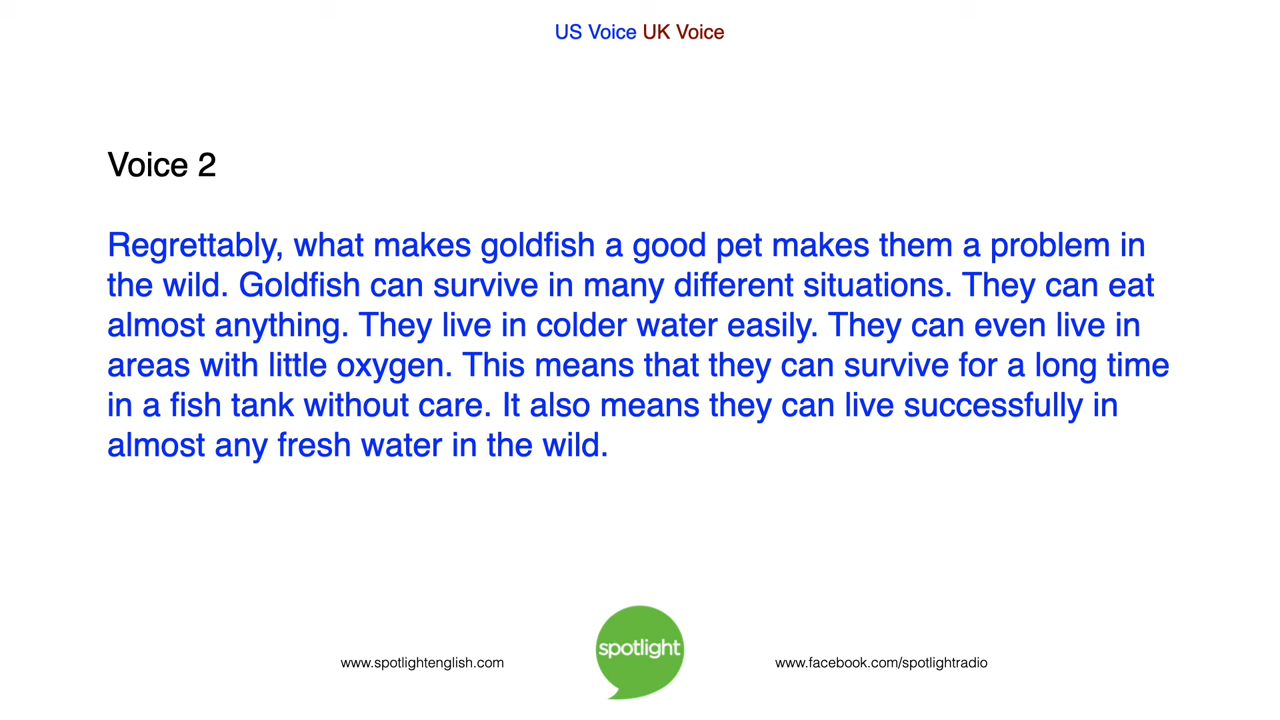 US Voice UK Voice
Voice 2
Regrettably, what makes goldfish a good pet makes them a problem in
the wild. Goldfish can survive in many different situations. They can eat
almost anything. They live in colder water easily. They can even live in
areas with little oxygen. This means that they can survive for a long time
in a fish tank without care. It also means they can live successfully in
almost any fresh water in the wild.
spotlight
www.spotlightenglish.com
www.facebook.com/spotlightradio